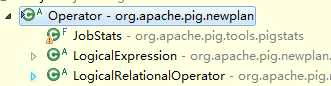 Operator - org.apache.pig.newplan
JobStats - org.apache.pig.tools.pigstats
LogicalExpression - org.apache.pig.newplan.
LogicalRelationalOperator - org.apache.pig